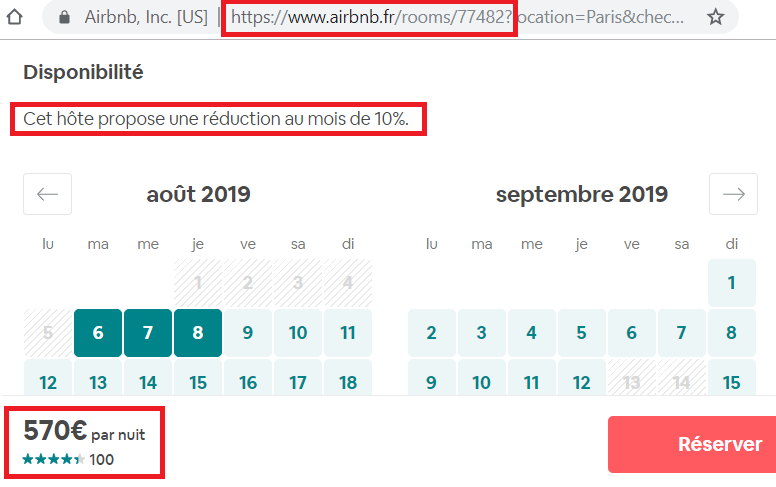 Airbnb, Inc. [US] | https://www.airbnb.fr/rooms/77482?location=Paris&chec...
Disponibilité
Cet hôte propose une réduction au mois de 10%.
août 2019 septembre 2019
lu ma me je ve sa di lu ma me je ve sa di
1 2 3 4 1
5 6 7 8 9 10 11 2 3 4 5 6 7 8
12 13 14 15 16 17 18 9 10 11 12 13 14 15
570€ par nuit
100
Réserver